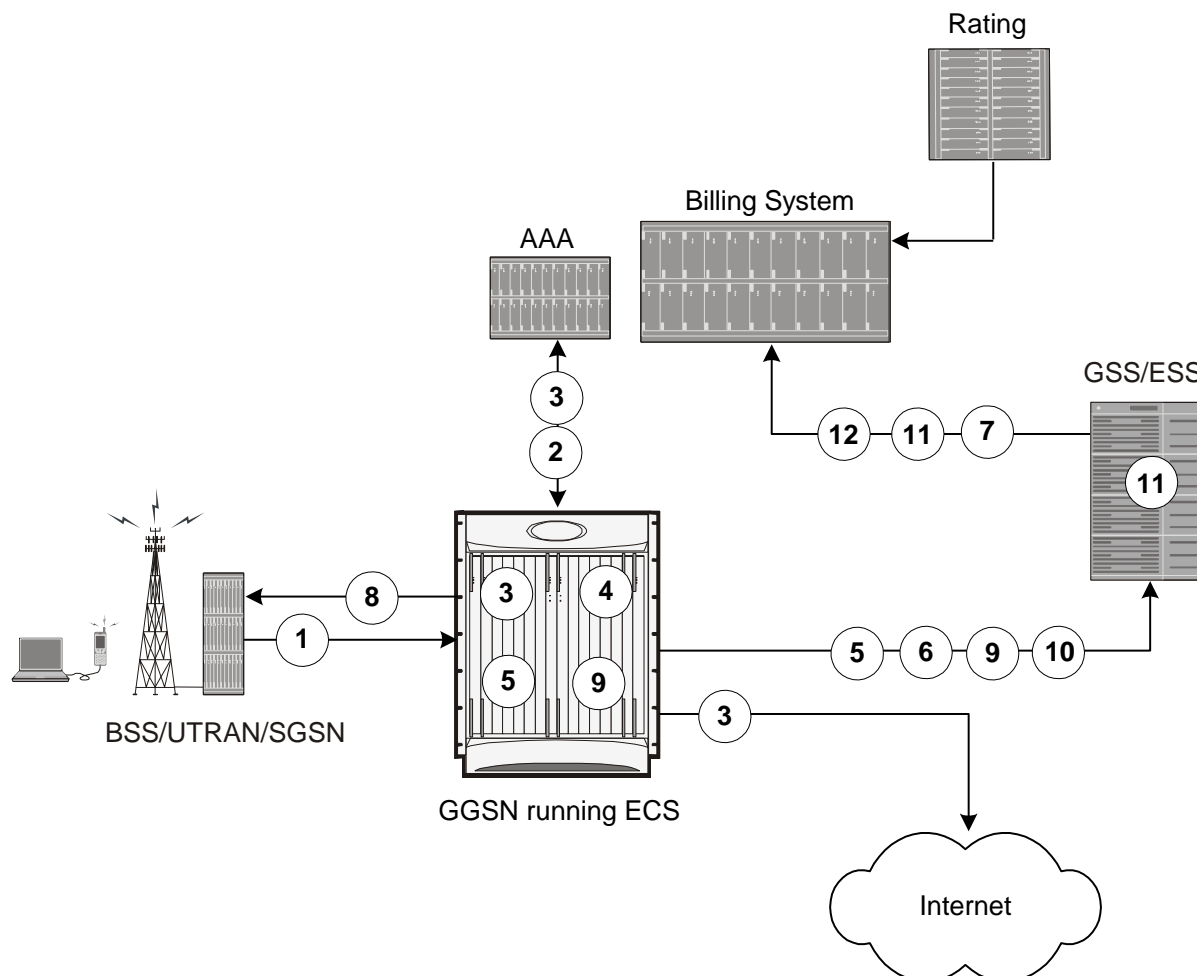 Rating
Billing System
AAA
GSS/ESS
3
12 11 7
2
11
3 4
8
1
5 6 9 10
5 9
3
BSS/UTRAN/SGSN
GGSN running ECS
Internet